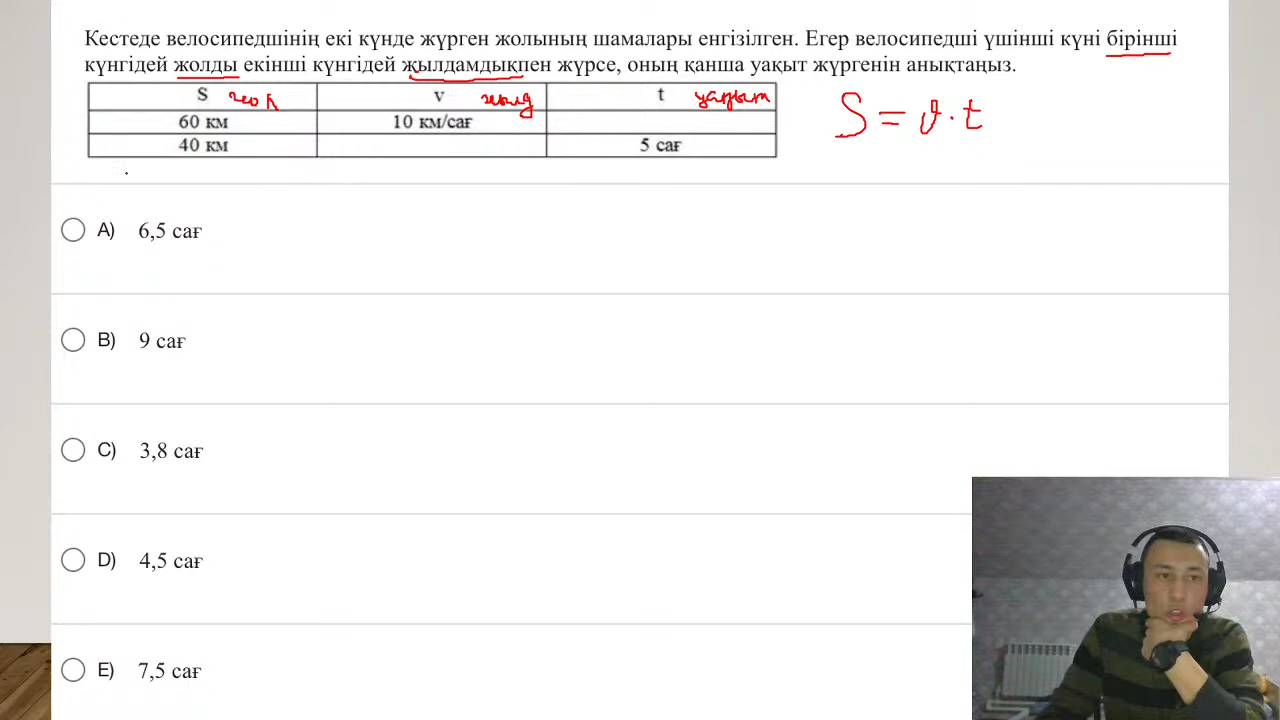 Кестеде велосипедшінің екі күнде жүрген жолының шамалары енгізілген. Егер велосипедші үшінші күні бірінші
күнгідей жолды екінші күнгідей жылдамдықпен жүрсе, оның қанша уақыт жүргенін анықтаңыз.
S жол v жылд t уақыт
60 км 10 км/сағ
40 км 5 сағ
S = v · t
A) 6,5 сағ
B) 9 сағ
C) 3,8 сағ
D) 4,5 сағ
E) 7,5 сағ